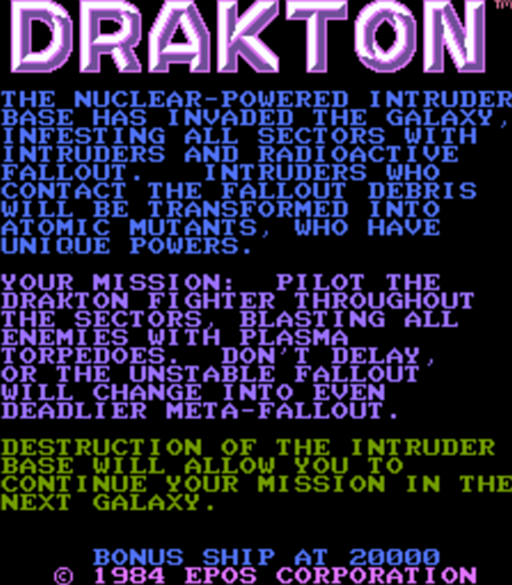 DRAKTON™
THE NUCLEAR-POWERED INTRUDER
BASE HAS INVADED THE GALAXY,
INFESTING ALL SECTORS WITH
INTRUDERS AND RADIOACTIVE
FALLOUT. INTRUDERS WHO
CONTACT THE FALLOUT DEBRIS
WILL BE TRANSFORMED INTO
ATOMIC MUTANTS, WHO HAVE
UNIQUE POWERS.
YOUR MISSION: PILOT THE
DRAKTON FIGHTER THROUGHOUT
THE SECTORS, BLASTING ALL
ENEMIES WITH PLASMA
TORPEDOES. DON'T DELAY,
OR THE UNSTABLE FALLOUT
WILL CHANGE INTO EVEN
DEADLIER META-FALLOUT.
DESTRUCTION OF THE INTRUDER
BASE WILL ALLOW YOU TO
CONTINUE YOUR MISSION IN THE
NEXT GALAXY.
BONUS SHIP AT 20000
© 1984 EPOS CORPORATION